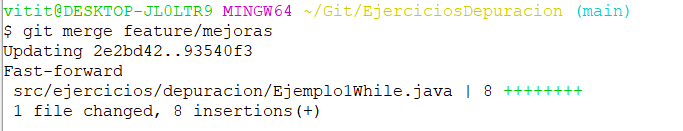 vitit@DESKTOP-JL0LTR9 MINGW64 ~/Git/EjerciciosDepuracion (main)
$ git merge feature/mejoras
Updating 2e2bd42..93540f3
Fast-forward
 src/ejercicios/depuracion/Ejemplo1While.java | 8 ++++++++
 1 file changed, 8 insertions(+)